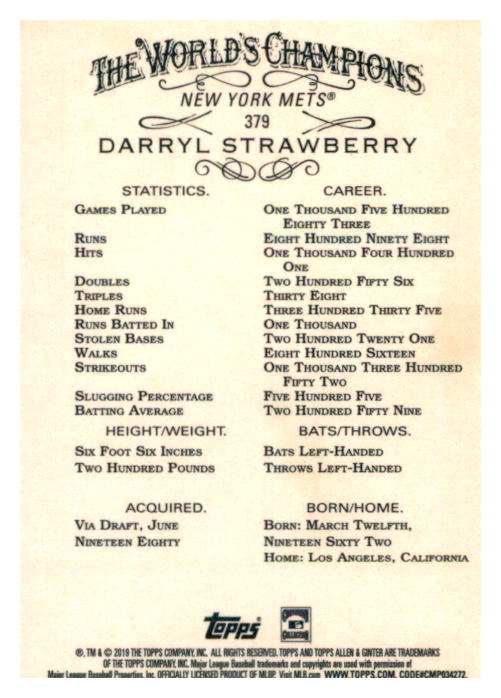 THE WORLD'S CHAMPIONS
NEW YORK METS®
379
DARRYL STRAWBERRY
STATISTICS. CAREER.
GAMES PLAYED ONE THOUSAND FIVE HUNDRED
EIGHTY THREE
RUNS EIGHT HUNDRED NINETY EIGHT
HITS ONE THOUSAND FOUR HUNDRED
ONE
DOUBLES TWO HUNDRED FIFTY SIX
TRIPLES THIRTY EIGHT
HOME RUNS THREE HUNDRED THIRTY FIVE
RUNS BATTED IN ONE THOUSAND
STOLEN BASES TWO HUNDRED TWENTY ONE
WALKS EIGHT HUNDRED SIXTEEN
STRIKEOUTS ONE THOUSAND THREE HUNDRED
FIFTY TWO
SLUGGING PERCENTAGE FIVE HUNDRED FIVE
BATTING AVERAGE TWO HUNDRED FIFTY NINE
HEIGHT/WEIGHT. BATS/THROWS.
SIX FOOT SIX INCHES BATS LEFT-HANDED
TWO HUNDRED POUNDS THROWS LEFT-HANDED
ACQUIRED. BORN/HOME.
VIA DRAFT, JUNE BORN: MARCH TWELFTH,
NINETEEN EIGHTY NINETEEN SIXTY TWO
HOME: LOS ANGELES, CALIFORNIA
Topps
®, TM & © 2019 THE TOPPS COMPANY, INC. ALL RIGHTS RESERVED. TOPPS AND TOPPS ALLEN & GINTER ARE TRADEMARKS
OF THE TOPPS COMPANY, INC. Major League Baseball trademarks and copyrights are used with permission of
Major League Baseball Properties, Inc. OFFICIALLY LICENSED PRODUCT OF MLBP. Visit MLB.com WWW.TOPPS.COM. CODE#CMP034272.